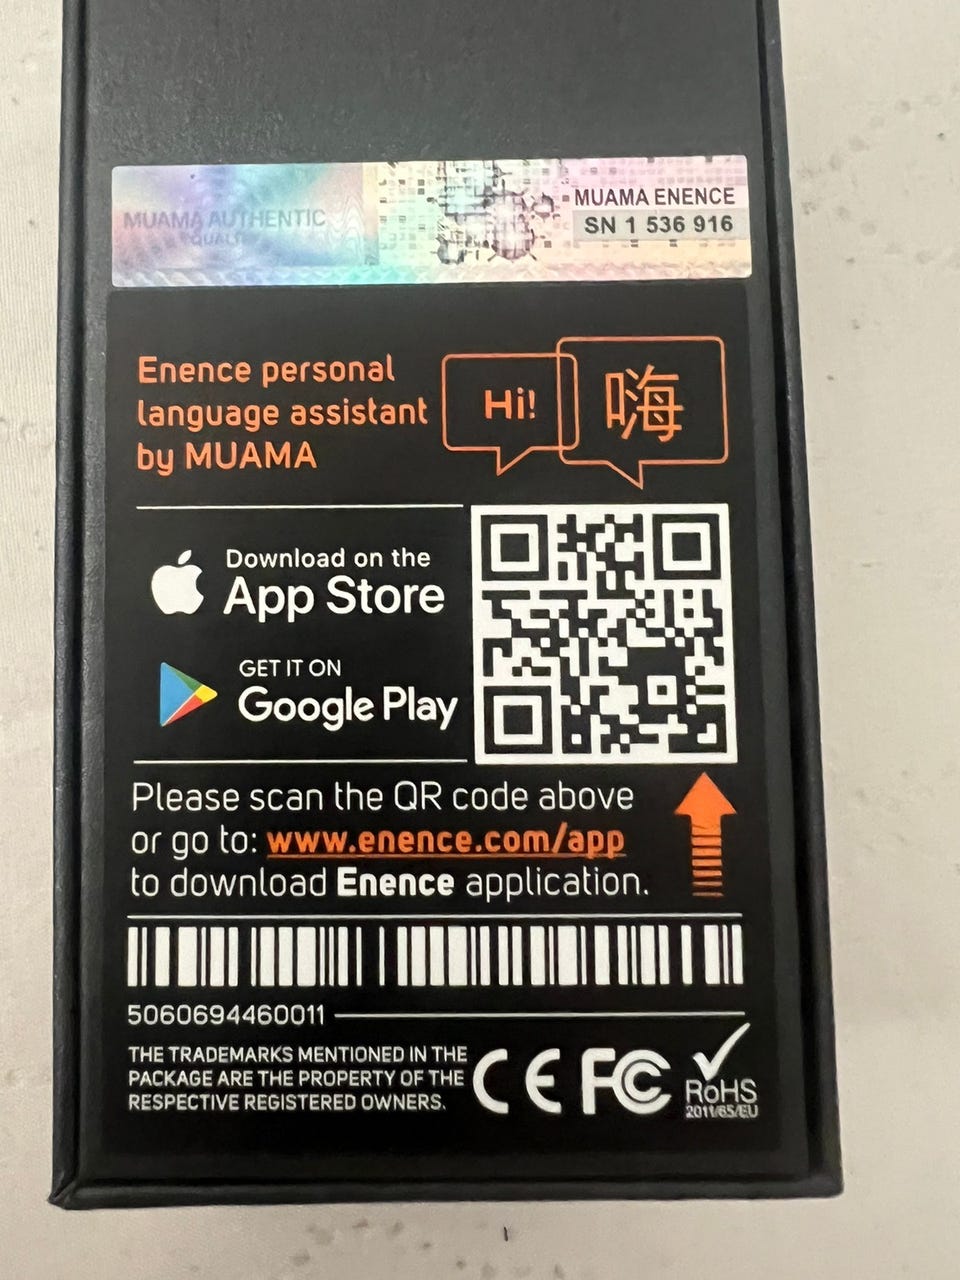 MUAMA AUTHENTIC
QUALITY
MUAMA ENENCE
SN 1 536 916
Enence personal
language assistant
by MUAMA
Hi!
嗨
Download on the
App Store
GET IT ON
Google Play
Please scan the QR code above
or go to: www.enence.com/app
to download Enence application.
5060694460011
THE TRADEMARKS MENTIONED IN THE
PACKAGE ARE THE PROPERTY OF THE
RESPECTIVE REGISTERED OWNERS.
CE FC
RoHS
2011/65/EU